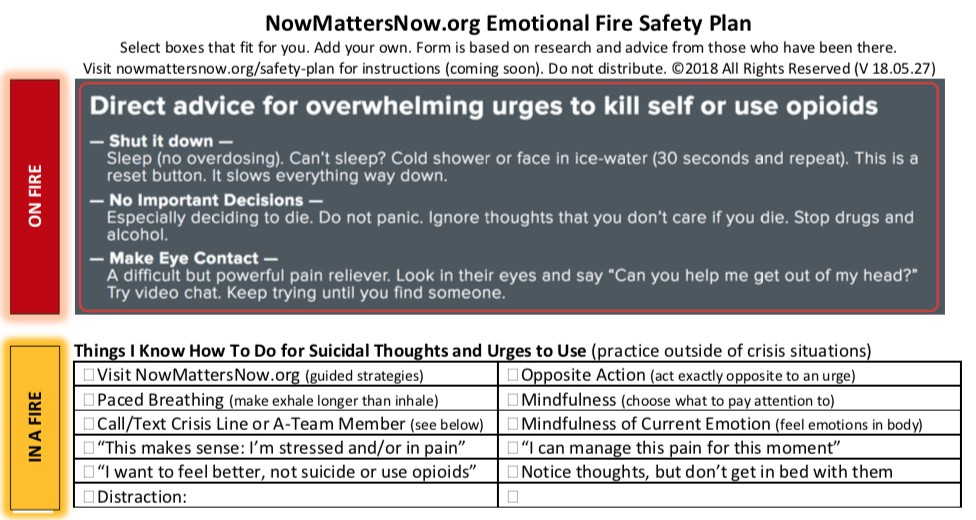 NowMattersNow.org Emotional Fire Safety Plan
Select boxes that fit for you. Add your own. Form is based on research and advice from those who have been there.
Visit nowmattersnow.org/safety-plan for instructions (coming soon). Do not distribute. ©2018 All Rights Reserved (V 18.05.27)
ON FIRE
Direct advice for overwhelming urges to kill self or use opioids
— Shut it down —
Sleep (no overdosing). Can't sleep? Cold shower or face in ice-water (30 seconds and repeat). This is a
reset button. It slows everything way down.
— No Important Decisions —
Especially deciding to die. Do not panic. Ignore thoughts that you don't care if you die. Stop drugs and
alcohol.
— Make Eye Contact —
A difficult but powerful pain reliever. Look in their eyes and say "Can you help me get out of my head?"
Try video chat. Keep trying until you find someone.
IN A FIRE
Things I Know How To Do for Suicidal Thoughts and Urges to Use (practice outside of crisis situations)
□ Visit NowMattersNow.org (guided strategies)
□ Opposite Action (act exactly opposite to an urge)
□ Paced Breathing (make exhale longer than inhale)
□ Mindfulness (choose what to pay attention to)
□ Call/Text Crisis Line or A-Team Member (see below)
□ Mindfulness of Current Emotion (feel emotions in body)
□ "This makes sense: I'm stressed and/or in pain"
□ "I can manage this pain for this moment"
□ "I want to feel better, not suicide or use opioids"
□ Notice thoughts, but don't get in bed with them
□ Distraction:
□